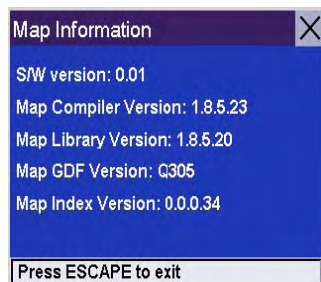 Map Information
S/W version: 0.01
Map Compiler Version: 1.8.5.23
Map Library Version: 1.8.5.20
Map GDF Version: Q305
Map Index Version: 0.0.0.34
Press ESCAPE to exit